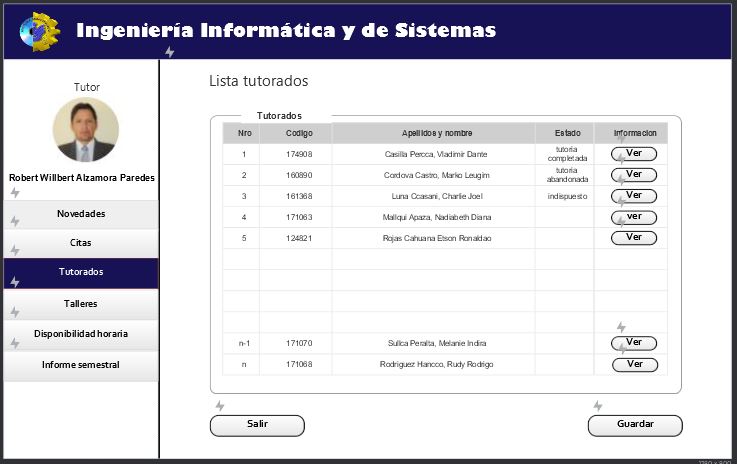 Ingeniería Informática y de Sistemas
Tutor
Robert Willbert Alzamora Paredes
Novedades
Citas
Tutorados
Talleres
Disponibilidad horaria
Informe semestral
Lista tutorados
Tutorados
Nro Codigo Apellidos y nombre Estado Informacion
1 174908 Casilla Percca, Vladimir Dante tutoria completada Ver
2 160890 Cordova Castro, Marko Leugim tutoria abandonada Ver
3 161368 Luna Ccasani, Charlie Joel indispuesto Ver
4 171063 Mallqui Apaza, Nadiabeth Diana ver
5 124821 Rojas Cahuana Etson Ronaldao Ver
n-1 171070 Sullca Peralta, Melanie Indira Ver
n 171068 Rodriguez Hancco, Rudy Rodrigo Ver
Salir Guardar